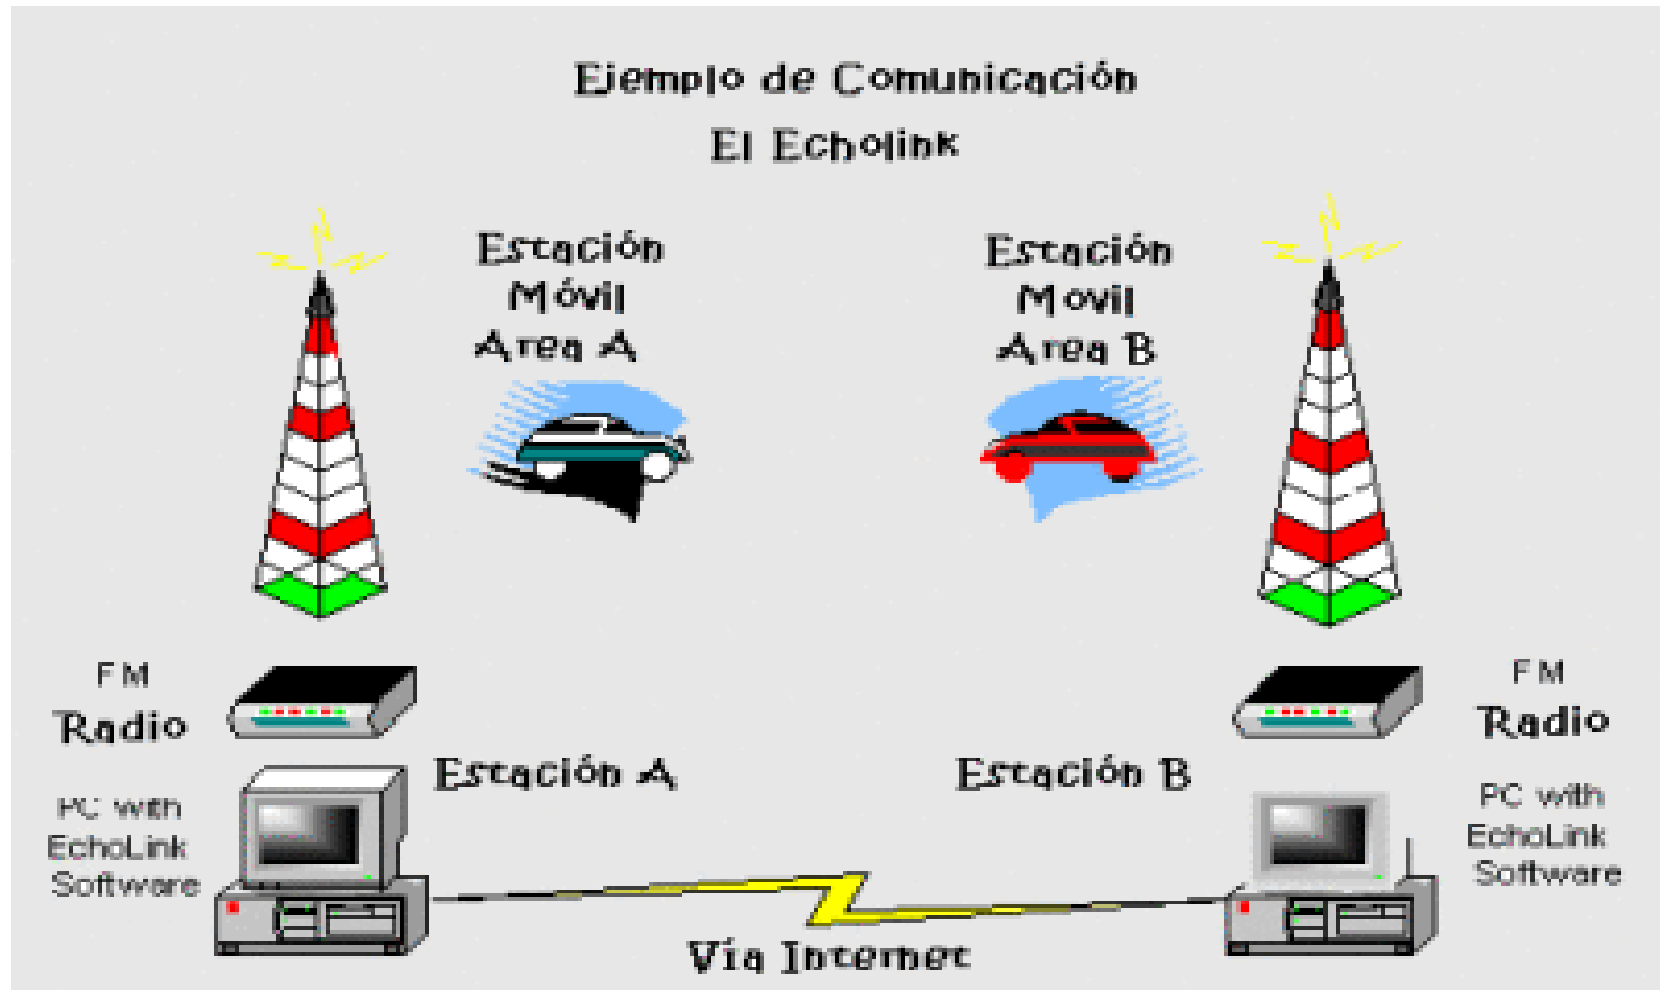 Ejemplo de Comunicación
El Echolink
Estación
Móvil
Area A
Estación
Movil
Area B
FM
Radio
FM
Radio
Estación A
Estación B
PC with
EchoLink
Software
PC with
EchoLink
Software
Vía Internet